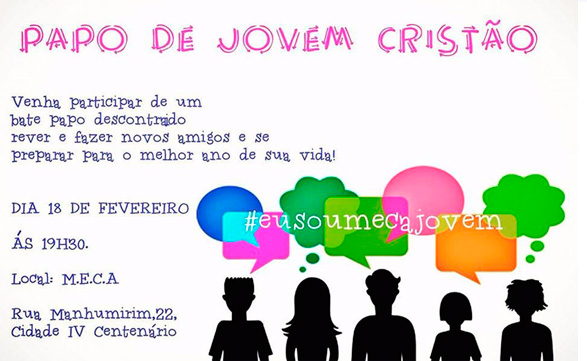 PAPO DE JOVEM CRISTÃO
Venha participar de um
bate papo descontraído
rever e fazer novos amigos e se
preparar para o melhor ano de sua vida!
DIA 18 DE FEVEREIRO
ÁS 19H30.
Local: M.E.C.A
Rua Manhumirim,22,
Cidade IV Centenário
#eusoumecajovem